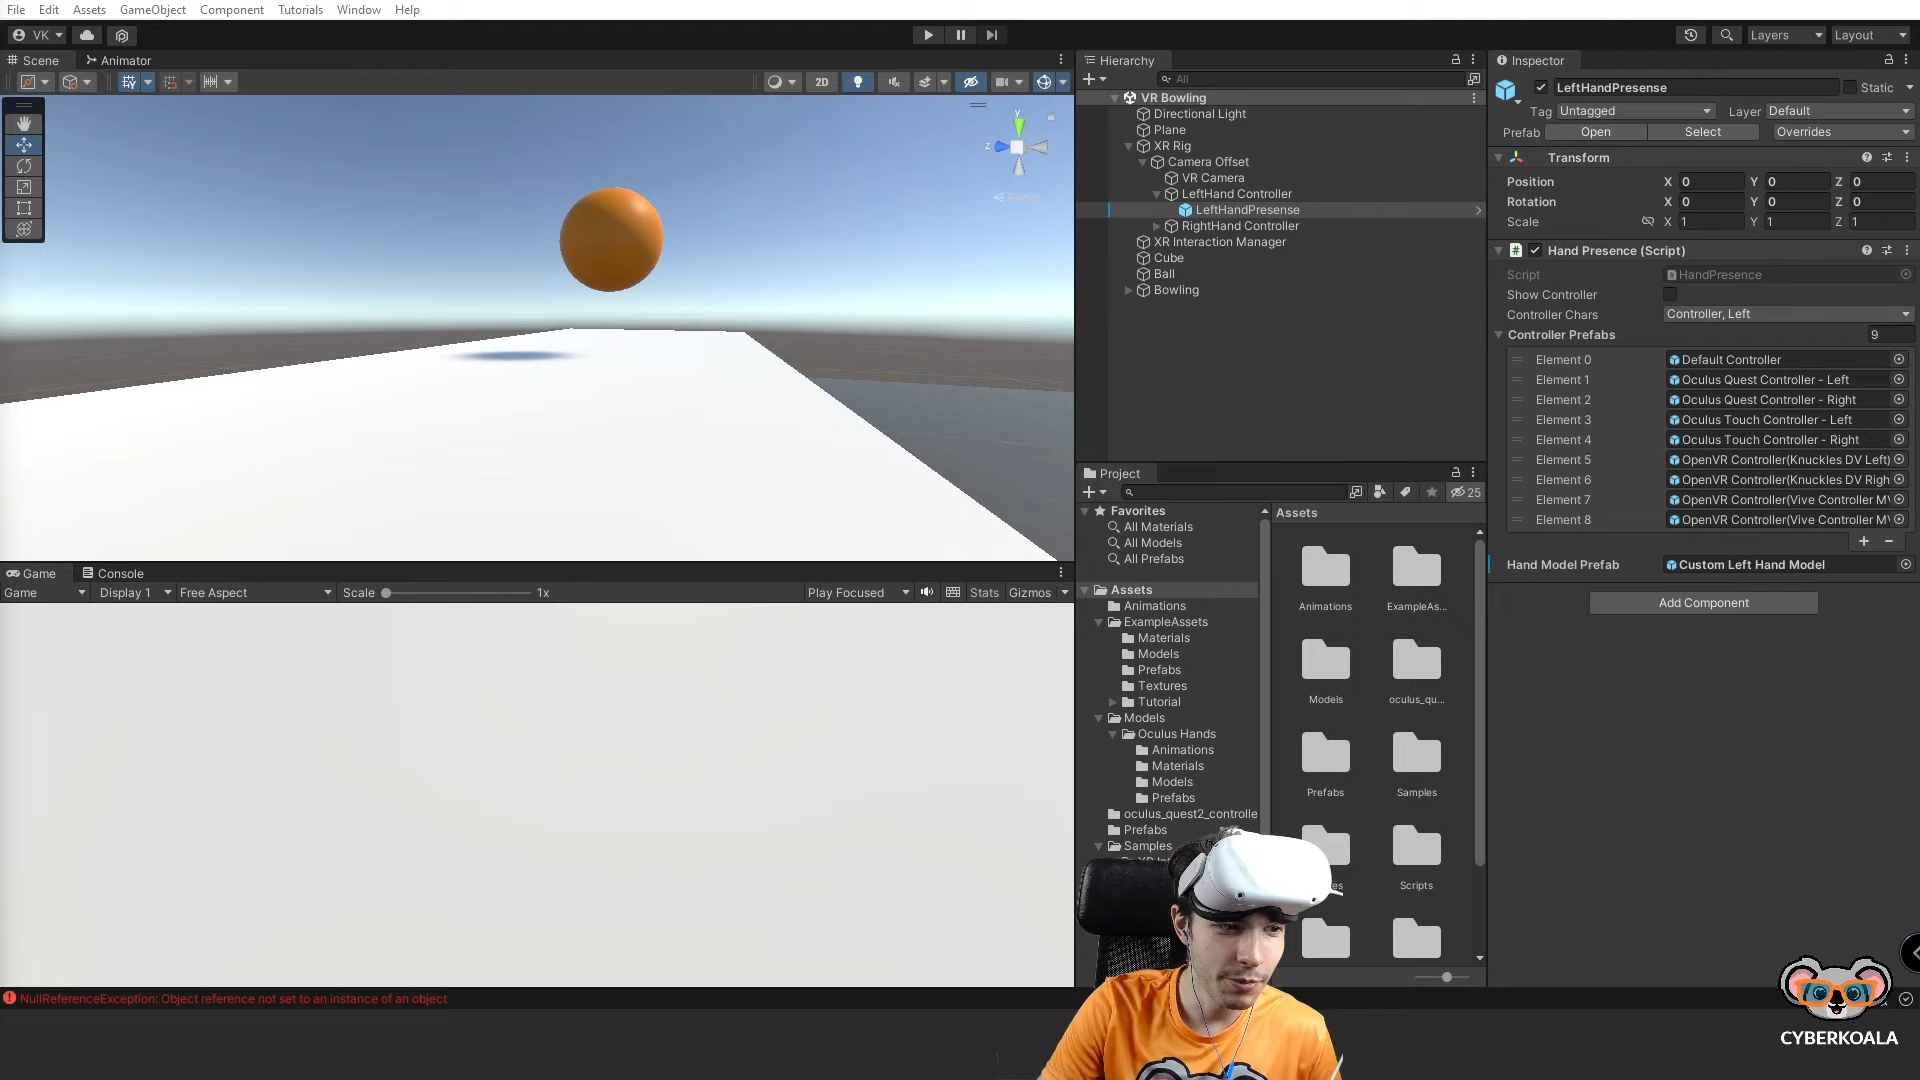 File Edit Assets GameObject Component Tutorials Window Help
VK
Layers
Layout
Scene
Animator
2D
y
z
Persp
Hierarchy
All
VR Bowling
Directional Light
Plane
XR Rig
Camera Offset
VR Camera
LeftHand Controller
LeftHandPresense
RightHand Controller
XR Interaction Manager
Cube
Ball
Bowling
Inspector
LeftHandPresense
Static
Tag Untagged Layer Default
Prefab Open Select Overrides
Transform
Position X 0 Y 0 Z 0
Rotation X 0 Y 0 Z 0
Scale X 1 Y 1 Z 1
# Hand Presence (Script)
Script HandPresence
Show Controller
Controller Chars Controller, Left
Controller Prefabs 9
Element 0 Default Controller
Element 1 Oculus Quest Controller - Left
Element 2 Oculus Quest Controller - Right
Element 3 Oculus Touch Controller - Left
Element 4 Oculus Touch Controller - Right
Element 5 OpenVR Controller(Knuckles DV Left)
Element 6 OpenVR Controller(Knuckles DV Righ
Element 7 OpenVR Controller(Vive Controller M
Element 8 OpenVR Controller(Vive Controller M
Hand Model Prefab Custom Left Hand Model
Add Component
Game
Console
Game Display 1 Free Aspect Scale 1x Play Focused Stats Gizmos
Project
25
Favorites
All Materials
All Models
All Prefabs
Assets
Animations
ExampleAssets
Materials
Models
Prefabs
Textures
Tutorial
Models
Oculus Hands
Animations
Materials
Models
Prefabs
oculus_quest2_controlle
Prefabs
Samples
Assets
Animations
ExampleAs...
Models
oculus_qu...
Prefabs
Samples
Scripts
NullReferenceException: Object reference not set to an instance of an object
CYBERKOALA